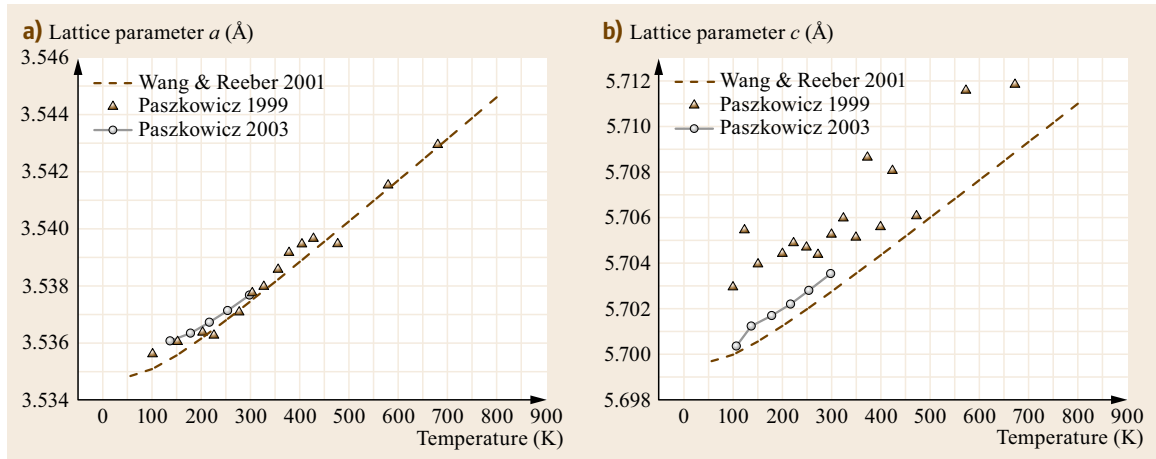 a) Lattice parameter a (Å)
3.546
3.544
3.542
3.540
3.538
3.536
3.534
Wang & Reeber 2001
Paszkowicz 1999
Paszkowicz 2003
0 100 200 300 400 500 600 700 800 900
Temperature (K)
b) Lattice parameter c (Å)
5.712
5.710
5.708
5.706
5.704
5.702
5.700
5.698
Wang & Reeber 2001
Paszkowicz 1999
Paszkowicz 2003
0 100 200 300 400 500 600 700 800 900
Temperature (K)